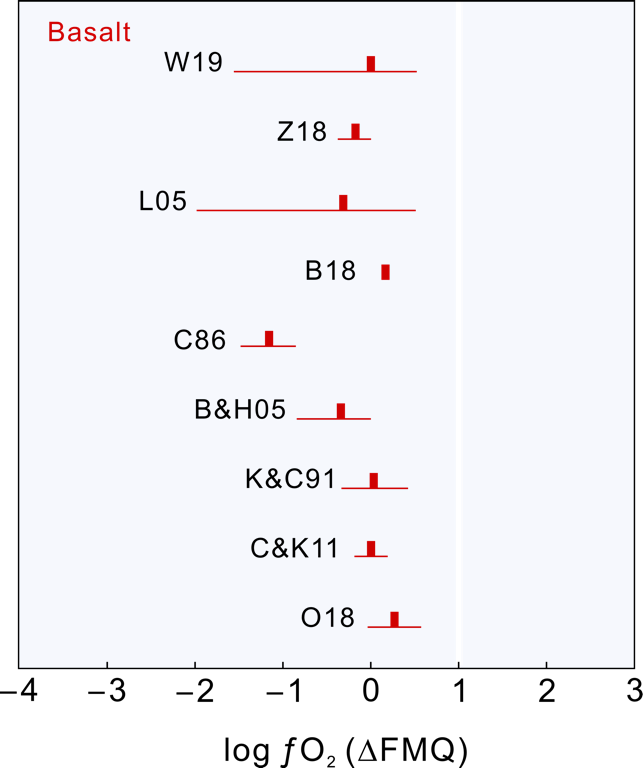 Basalt
W19
Z18
L05
B18
C86
B&H05
K&C91
C&K11
O18
−4 −3 −2 −1 0 1 2 3
log ƒO₂ (ΔFMQ)